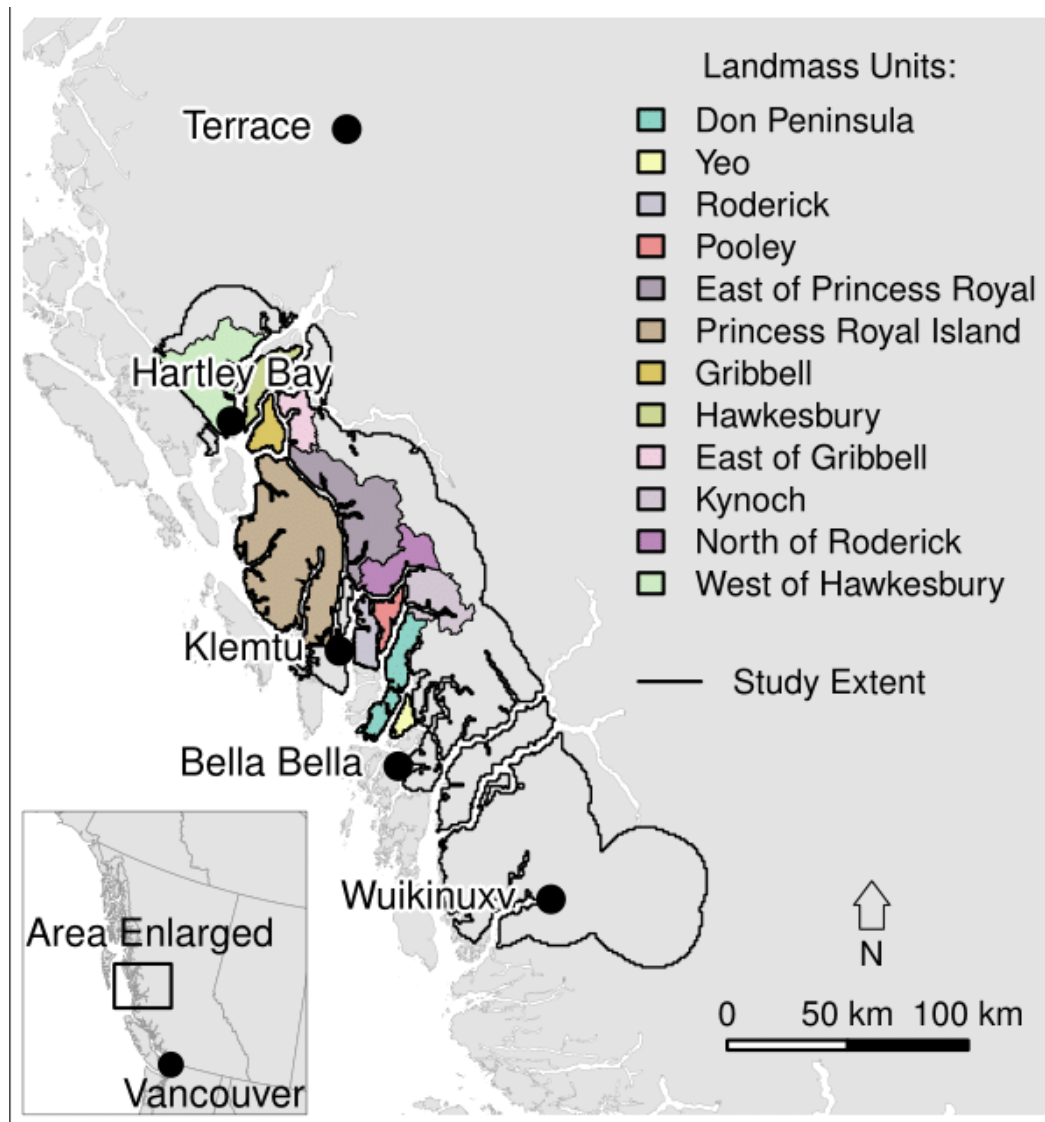 Landmass Units:
Terrace
Don Peninsula
Yeo
Roderick
Pooley
East of Princess Royal
Princess Royal Island
Hartley Bay
Gribbell
Hawkesbury
East of Gribbell
Kynoch
North of Roderick
West of Hawkesbury
Klemtu
Study Extent
Bella Bella
Wuikinuxv
Area Enlarged
N
0 50 km 100 km
Vancouver